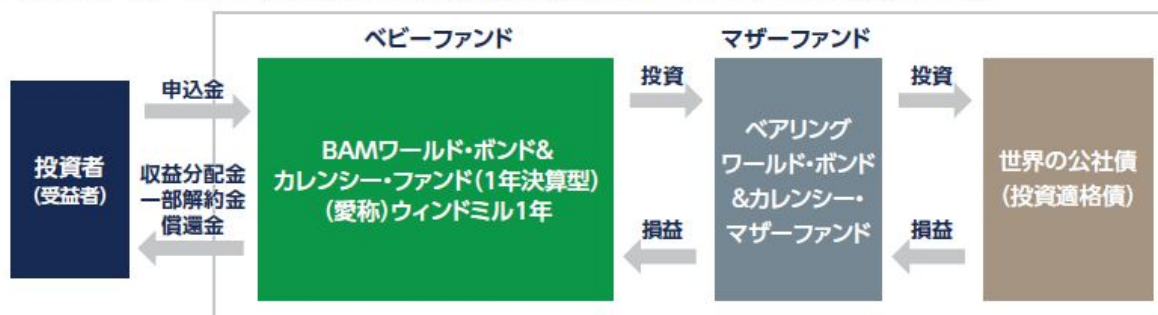 ベビーファンド
マザーファンド
投資者
(受益者)
申込金
収益分配金
一部解約金
償還金
BAMワールド・ボンド&
カレンシー・ファンド(1年決算型)
(愛称)ウィンドミル1年
投資
損益
ベアリング
ワールド・ボンド
&カレンシー・
マザーファンド
投資
損益
世界の公社債
(投資適格債)